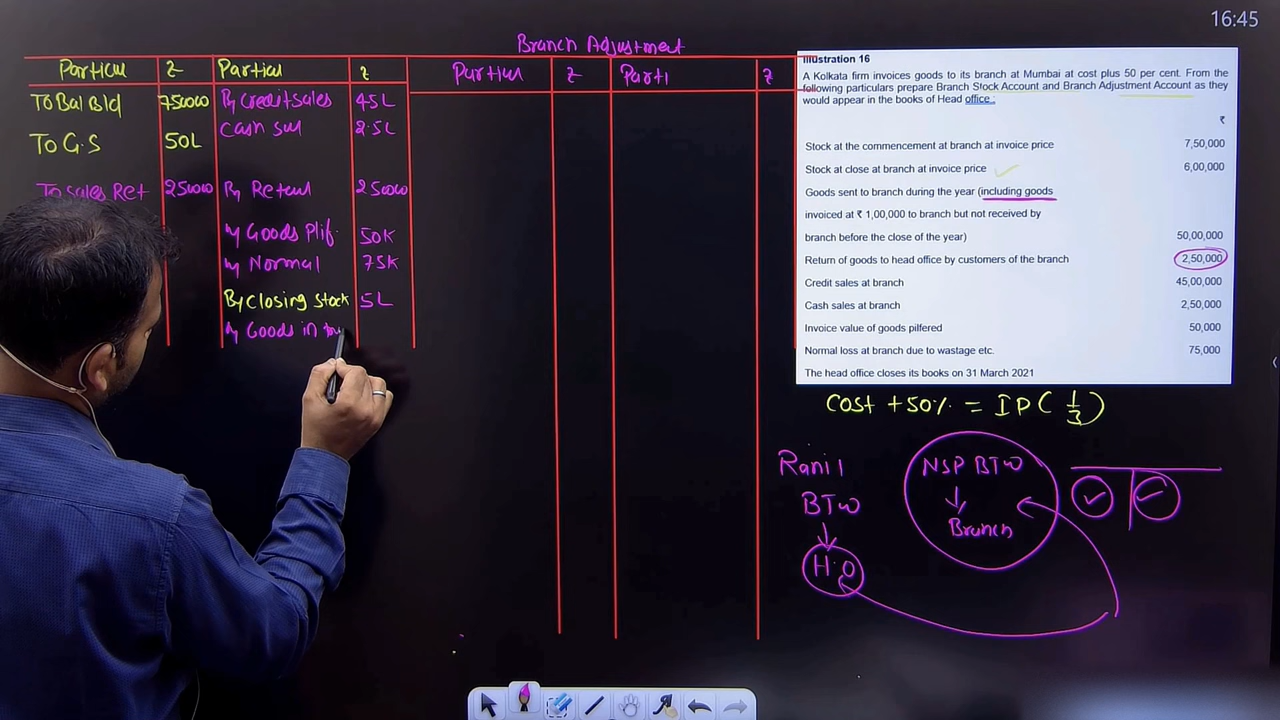 16:45
Branch Adjustment
Particu ₹ Particu ₹
To Bal B/d 750000 By Credit sales 45L
Cash sal 2.5L
To G.S 50L
To Sales Ret 250000 By Retun 250000
By Goods Plif. 50K
By Normal 75K
By Closing Stock 5L
By Goods in
Particu ₹ Parti ₹
Illustration 16
A Kolkata firm invoices goods to its branch at Mumbai at cost plus 50 per cent. From the
following particulars prepare Branch Stock Account and Branch Adjustment Account as they
would appear in the books of Head office.:
₹
Stock at the commencement at branch at invoice price 7,50,000
Stock at close at branch at invoice price 6,00,000
Goods sent to branch during the year (including goods
invoiced at ₹ 1,00,000 to branch but not received by
branch before the close of the year) 50,00,000
Return of goods to head office by customers of the branch 2,50,000
Credit sales at branch 45,00,000
Cash sales at branch 2,50,000
Invoice value of goods pilfered 50,000
Normal loss at branch due to wastage etc. 75,000
The head office closes its books on 31 March 2021
Cost +50% = IP ( 1/3 )
Rani
BTW
H.O
NSP BTW
Branch